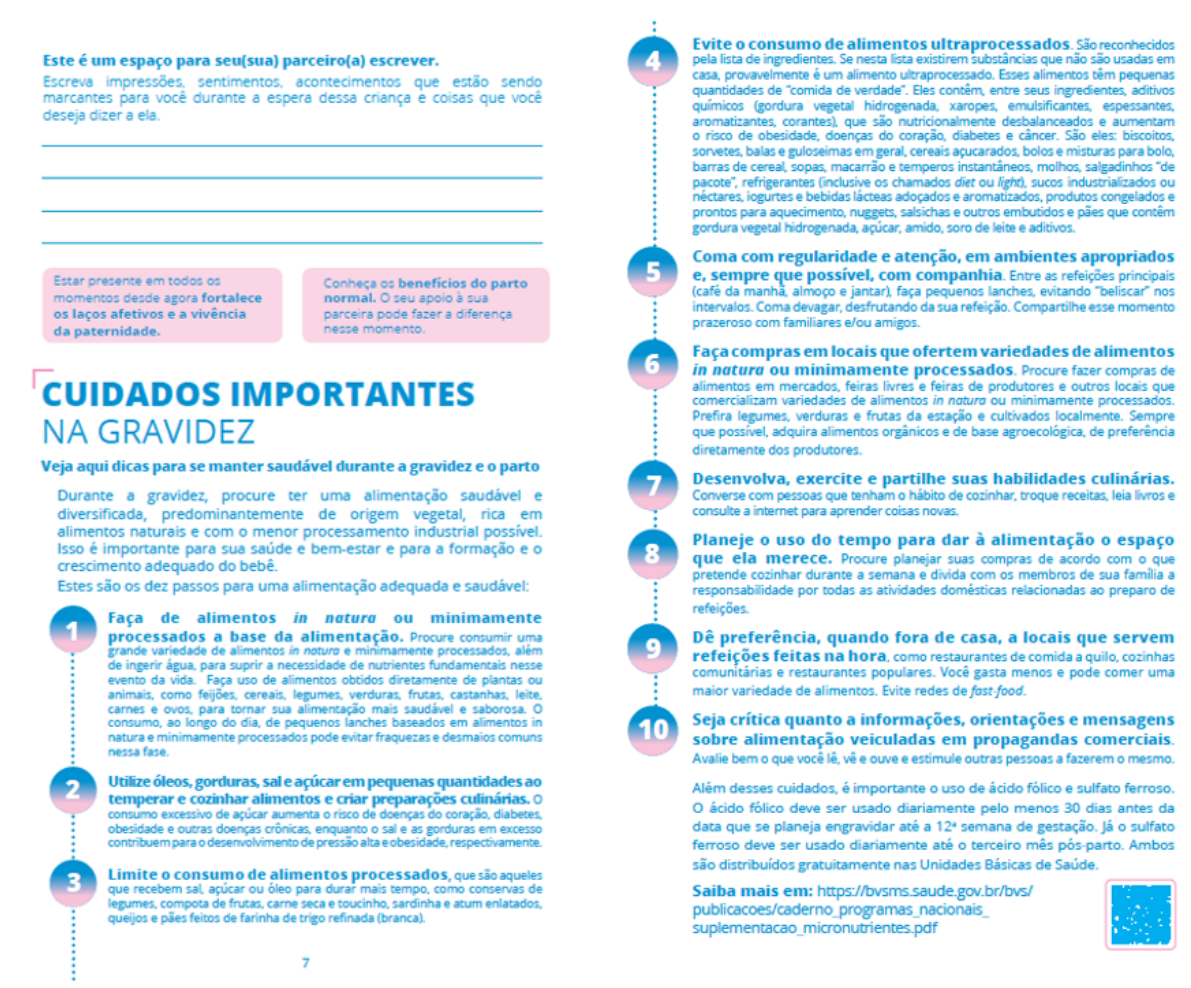 Este é um espaço para seu(sua) parceiro(a) escrever.
Escreva impressões, sentimentos, acontecimentos que estão sendo
marcantes para você durante a espera dessa criança e coisas que você
deseja dizer a ela.
Estar presente em todos os
momentos desde agora fortalece
os laços afetivos e a vivência
da paternidade.
Conheça os benefícios do parto
normal. O seu apoio à sua
parceira pode fazer a diferença
nesse momento.
CUIDADOS IMPORTANTES
NA GRAVIDEZ
Veja aqui dicas para se manter saudável durante a gravidez e o parto
Durante a gravidez, procure ter uma alimentação saudável e
diversificada, predominantemente de origem vegetal, rica em
alimentos naturais e com o menor processamento industrial possível.
Isso é importante para sua saúde e bem-estar e para a formação e o
crescimento adequado do bebê.
Estes são os dez passos para uma alimentação adequada e saudável:
1
Faça de alimentos in natura ou minimamente
processados a base da alimentação. Procure consumir uma
grande variedade de alimentos in natura e minimamente processados, além
de ingerir água, para suprir a necessidade de nutrientes fundamentais nesse
evento da vida. Faça uso de alimentos obtidos diretamente de plantas ou
animais, como feijões, cereais, legumes, verduras, frutas, castanhas, leite,
carnes e ovos, para tornar sua alimentação mais saudável e saborosa. O
consumo, ao longo do dia, de pequenos lanches baseados em alimentos in
natura e minimamente processados pode evitar fraquezas e desmaios comuns
nessa fase.
2
Utilize óleos, gorduras, sal e açúcar em pequenas quantidades ao
temperar e cozinhar alimentos e criar preparações culinárias. O
consumo excessivo de açúcar aumenta o risco de doenças do coração, diabetes,
obesidade e outras doenças crônicas, enquanto o sal e as gorduras em excesso
contribuem para o desenvolvimento de pressão alta e obesidade, respectivamente.
3
Limite o consumo de alimentos processados, que são aqueles
que recebem sal, açúcar ou óleo para durar mais tempo, como conservas de
legumes, compota de frutas, carne seca e toucinho, sardinha e atum enlatados,
queijos e pães feitos de farinha de trigo refinada (branca).
7
4
Evite o consumo de alimentos ultraprocessados. São reconhecidos
pela lista de ingredientes. Se nesta lista existirem substâncias que não são usadas em
casa, provavelmente é um alimento ultraprocessado. Esses alimentos têm pequenas
quantidades de “comida de verdade”. Eles contêm, entre seus ingredientes, aditivos
químicos (gordura vegetal hidrogenada, xaropes, emulsificantes, espessantes,
aromatizantes, corantes), que são nutricionalmente desbalanceados e aumentam
o risco de obesidade, doenças do coração, diabetes e câncer. São eles: biscoitos,
sorvetes, balas e guloseimas em geral, cereais açucarados, bolos e misturas para bolo,
barras de cereal, sopas, macarrão e temperos instantâneos, molhos, salgadinhos “de
pacote”, refrigerantes (inclusive os chamados diet ou light), sucos industrializados ou
néctares, iogurtes e bebidas lácteas adoçados e aromatizados, produtos congelados e
prontos para aquecimento, nuggets, salsichas e outros embutidos e pães que contêm
gordura vegetal hidrogenada, açúcar, amido, soro de leite e aditivos.
5
Coma com regularidade e atenção, em ambientes apropriados
e, sempre que possível, com companhia. Entre as refeições principais
(café da manhã, almoço e jantar), faça pequenos lanches, evitando “beliscar” nos
intervalos. Coma devagar, desfrutando da sua refeição. Compartilhe esse momento
prazeroso com familiares e/ou amigos.
6
Faça compras em locais que ofertem variedades de alimentos
in natura ou minimamente processados. Procure fazer compras de
alimentos em mercados, feiras livres e feiras de produtores e outros locais que
comercializam variedades de alimentos in natura ou minimamente processados.
Prefira legumes, verduras e frutas da estação e cultivados localmente. Sempre
que possível, adquira alimentos orgânicos e de base agroecológica, de preferência
diretamente dos produtores.
7
Desenvolva, exercite e partilhe suas habilidades culinárias.
Converse com pessoas que tenham o hábito de cozinhar, troque receitas, leia livros e
consulte a internet para aprender coisas novas.
8
Planeje o uso do tempo para dar à alimentação o espaço
que ela merece. Procure planejar suas compras de acordo com o que
pretende cozinhar durante a semana e divida com os membros de sua família a
responsabilidade por todas as atividades domésticas relacionadas ao preparo de
refeições.
9
Dê preferência, quando fora de casa, a locais que servem
refeições feitas na hora, como restaurantes de comida a quilo, cozinhas
comunitárias e restaurantes populares. Você gasta menos e pode comer uma
maior variedade de alimentos. Evite redes de fast-food.
10
Seja crítica quanto a informações, orientações e mensagens
sobre alimentação veiculadas em propagandas comerciais.
Avalie bem o que você lê, vê e ouve e estimule outras pessoas a fazerem o mesmo.
Além desses cuidados, é importante o uso de ácido fólico e sulfato ferroso.
O ácido fólico deve ser usado diariamente pelo menos 30 dias antes da
data que se planeja engravidar até a 12ª semana de gestação. Já o sulfato
ferroso deve ser usado diariamente até o terceiro mês pós-parto. Ambos
são distribuídos gratuitamente nas Unidades Básicas de Saúde.
Saiba mais em: https://bvsms.saude.gov.br/bvs/
publicacoes/caderno_programas_nacionais_
suplementacao_micronutrientes.pdf